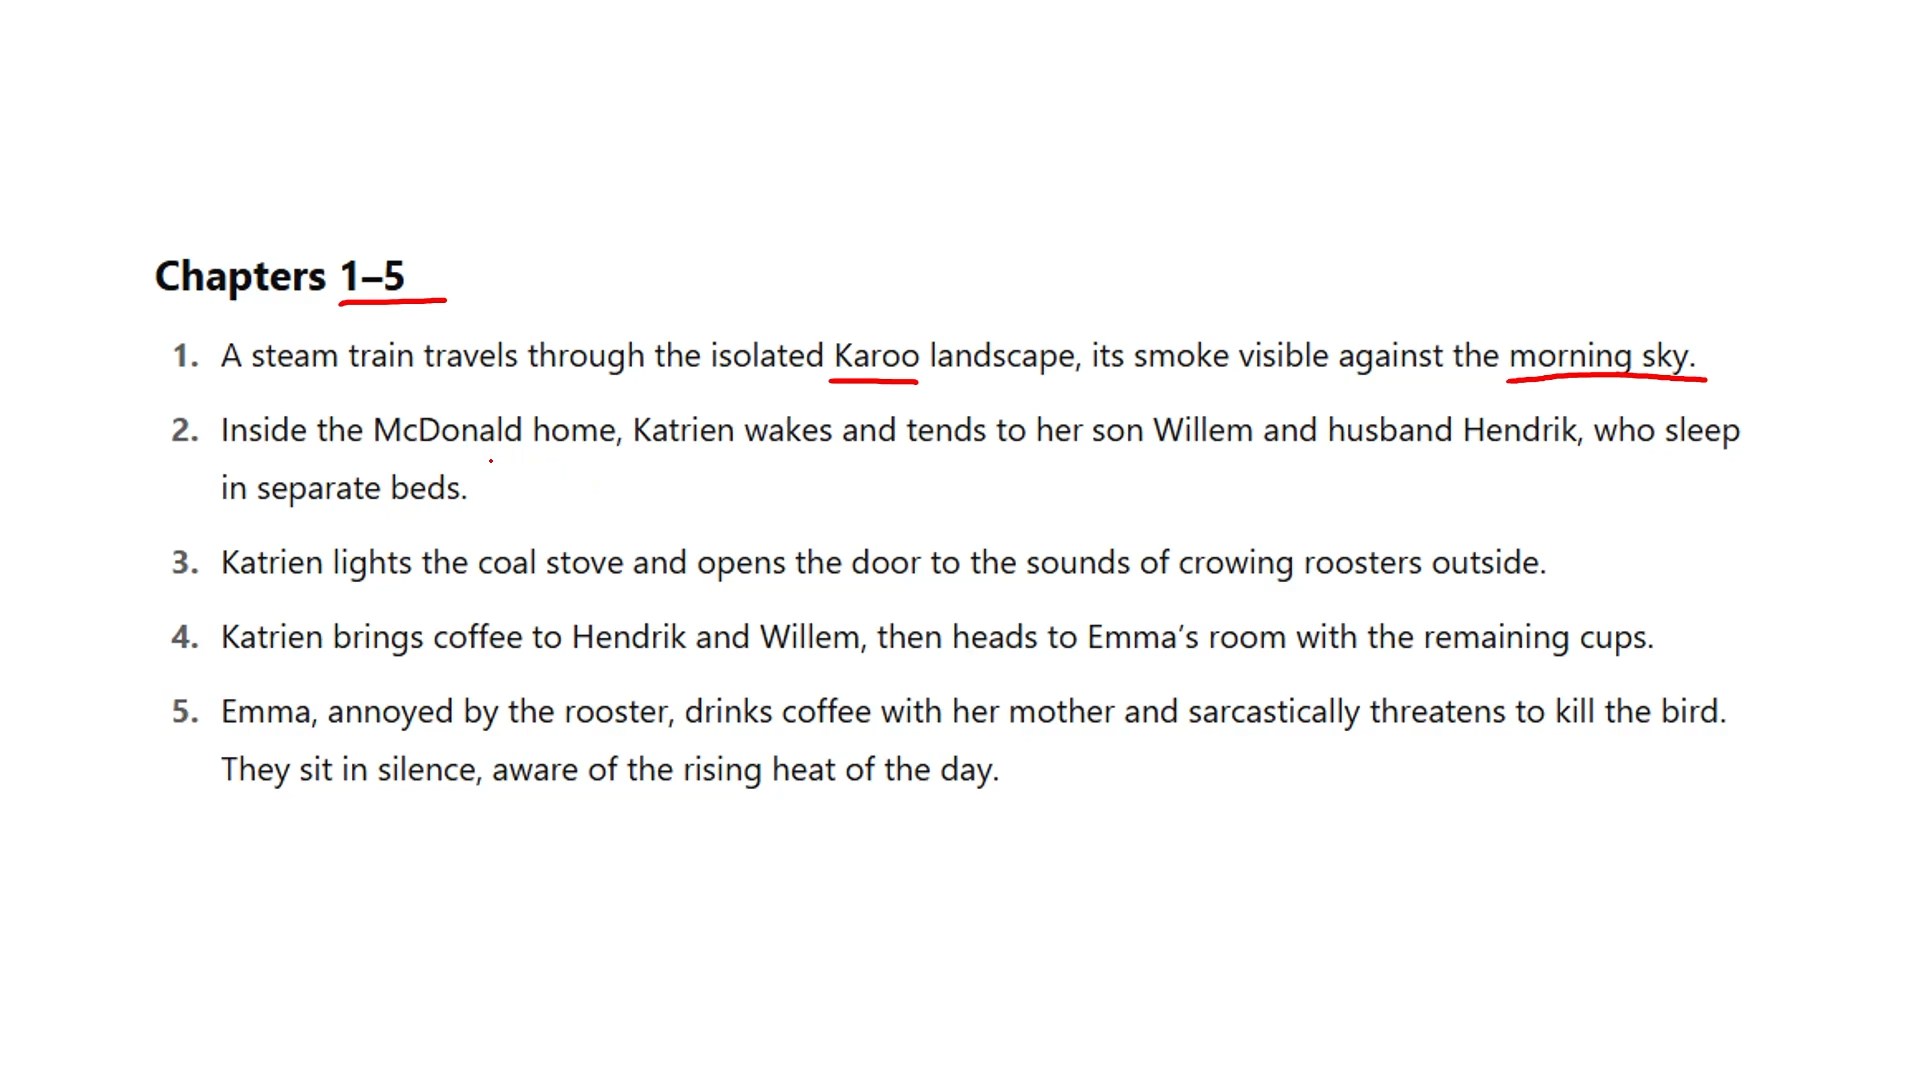 Chapters 1–5
1. A steam train travels through the isolated Karoo landscape, its smoke visible against the morning sky.
2. Inside the McDonald home, Katrien wakes and tends to her son Willem and husband Hendrik, who sleep
in separate beds.
3. Katrien lights the coal stove and opens the door to the sounds of crowing roosters outside.
4. Katrien brings coffee to Hendrik and Willem, then heads to Emma’s room with the remaining cups.
5. Emma, annoyed by the rooster, drinks coffee with her mother and sarcastically threatens to kill the bird.
They sit in silence, aware of the rising heat of the day.